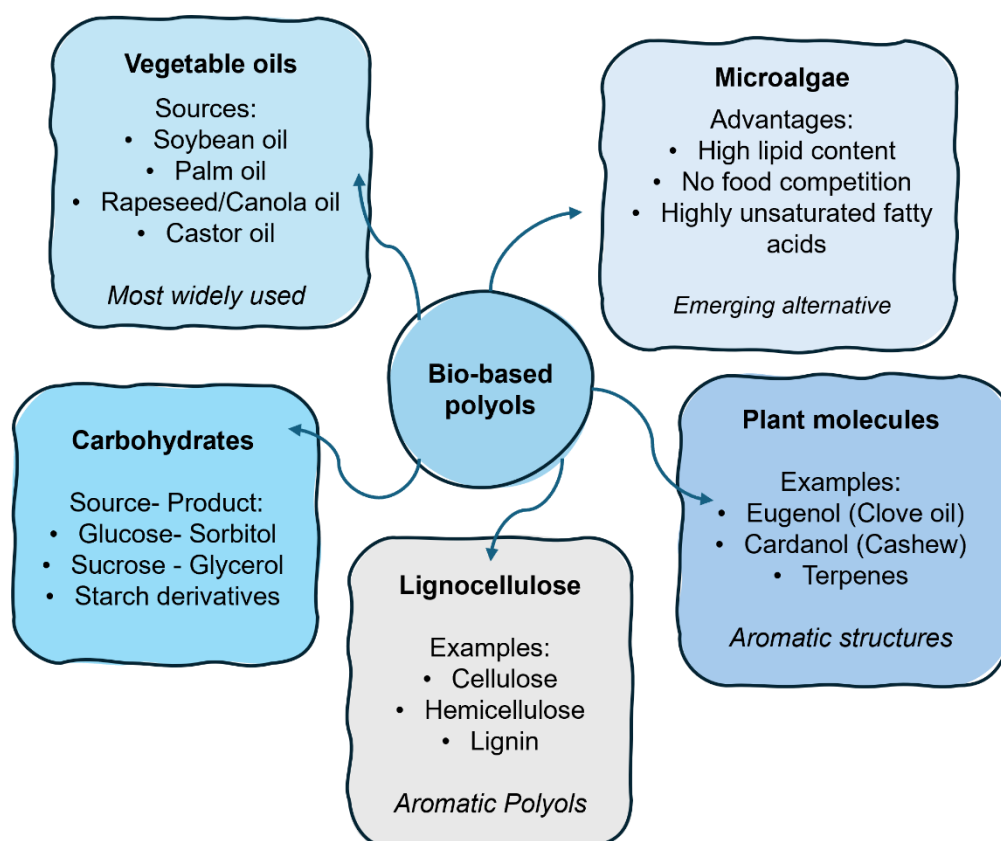 Vegetable oils
Sources:
• Soybean oil
• Palm oil
• Rapeseed/Canola oil
• Castor oil
Most widely used
Microalgae
Advantages:
• High lipid content
• No food competition
• Highly unsaturated fatty
acids
Emerging alternative
Bio-based
polyols
Carbohydrates
Source- Product:
• Glucose- Sorbitol
• Sucrose - Glycerol
• Starch derivatives
Lignocellulose
Examples:
• Cellulose
• Hemicellulose
• Lignin
Aromatic Polyols
Plant molecules
Examples:
• Eugenol (Clove oil)
• Cardanol (Cashew)
• Terpenes
Aromatic structures